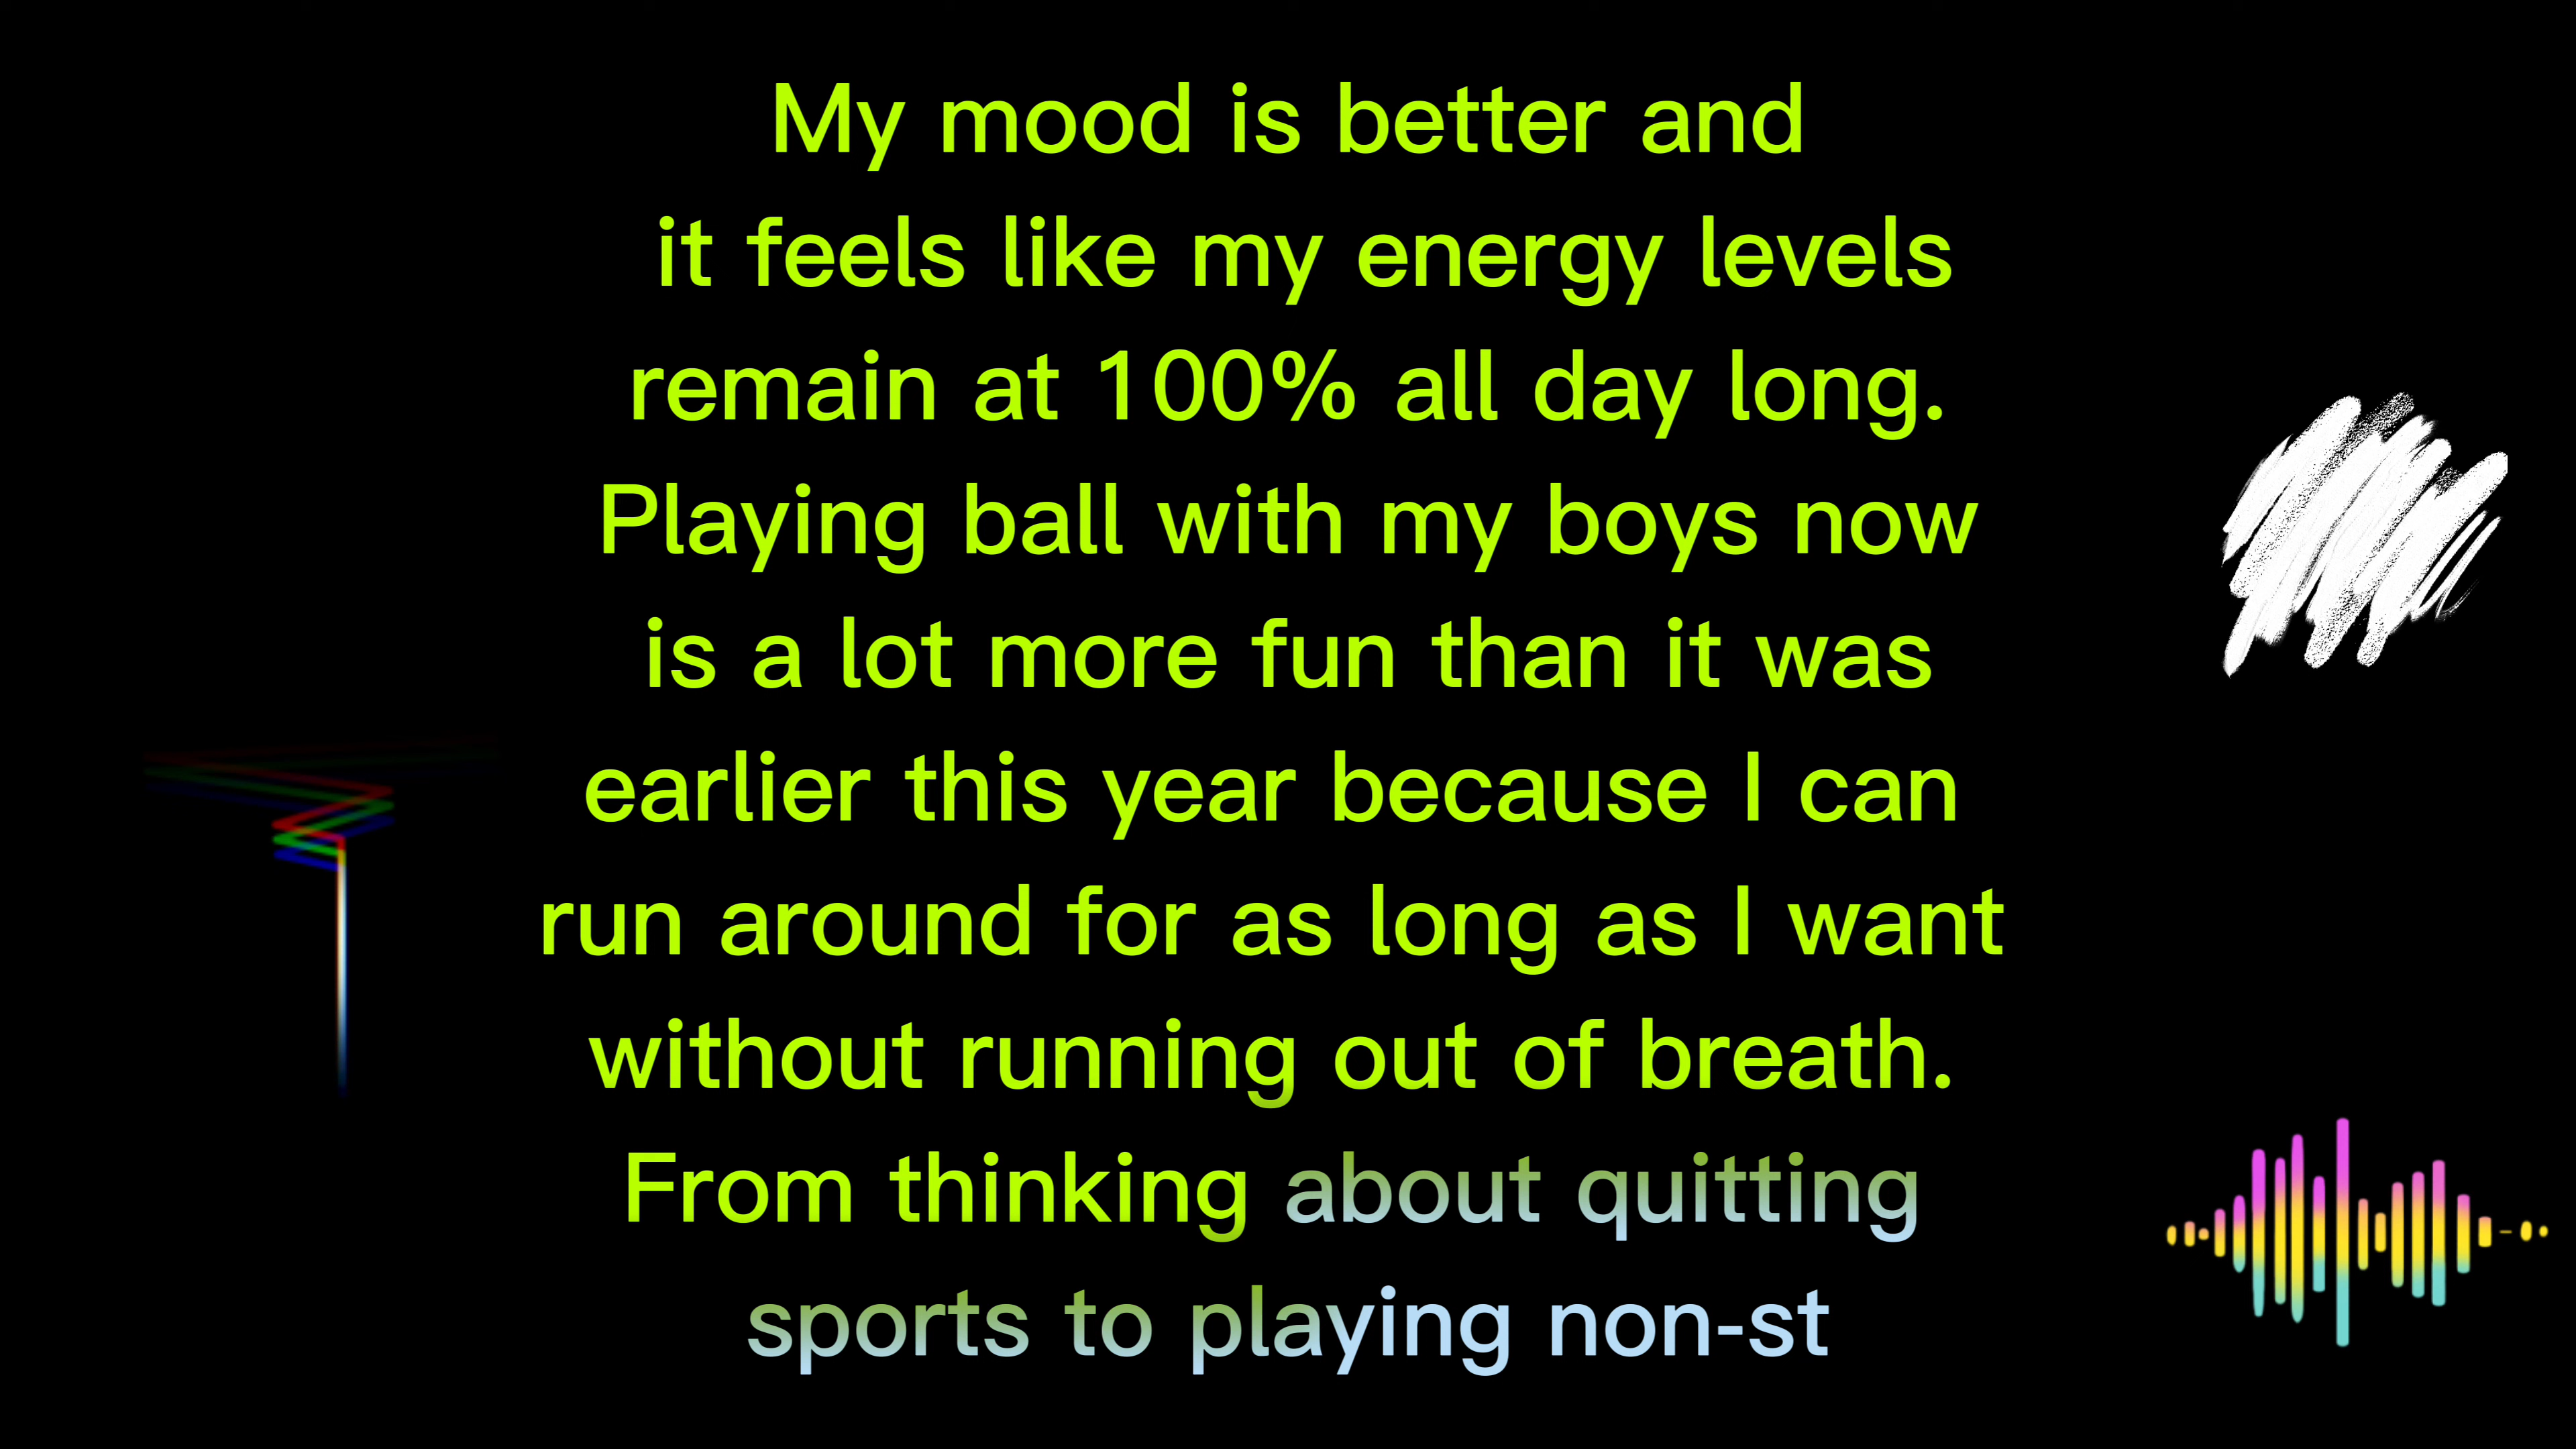 My mood is better and
it feels like my energy levels
remain at 100% all day long.
Playing ball with my boys now
is a lot more fun than it was
earlier this year because I can
run around for as long as I want
without running out of breath.
From thinking about quitting
sports to playing non-st